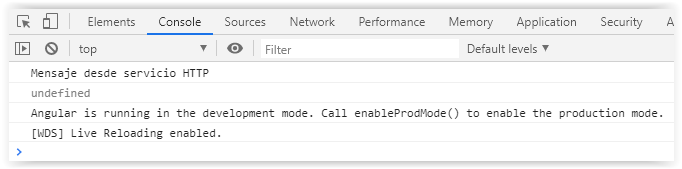 Elements Console Sources Network Performance Memory Application Security A
top Filter Default levels
Mensaje desde servicio HTTP
undefined
Angular is running in the development mode. Call enableProdMode() to enable the production mode.
[WDS] Live Reloading enabled.